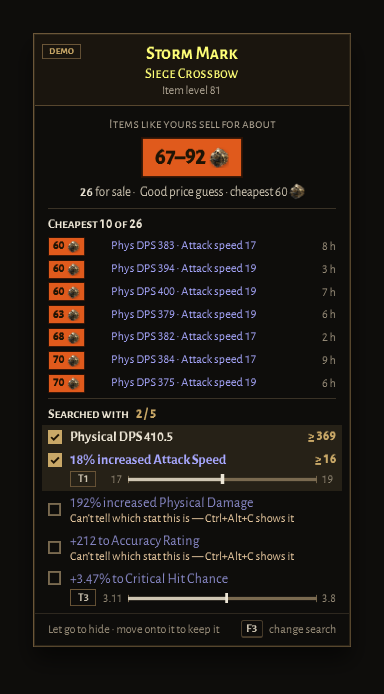 DEMO
Storm Mark
Siege Crossbow
Item level 81
Items like yours sell for about
67–92
26 for sale · Good price guess · cheapest 60
Cheapest 10 of 26
60 Phys DPS 383 · Attack speed 17 8 h
60 Phys DPS 394 · Attack speed 19 3 h
60 Phys DPS 400 · Attack speed 19 7 h
63 Phys DPS 379 · Attack speed 19 6 h
68 Phys DPS 382 · Attack speed 17 2 h
70 Phys DPS 384 · Attack speed 17 9 h
70 Phys DPS 375 · Attack speed 19 6 h
Searched with 2/5
Physical DPS 410.5 ≥ 369
18% increased Attack Speed ≥ 16
T1 17 19
192% increased Physical Damage
Can't tell which stat this is — Ctrl+Alt+C shows it
+212 to Accuracy Rating
Can't tell which stat this is — Ctrl+Alt+C shows it
+3.47% to Critical Hit Chance
T3 3.11 3.8
Let go to hide · move onto it to keep it F3 change search